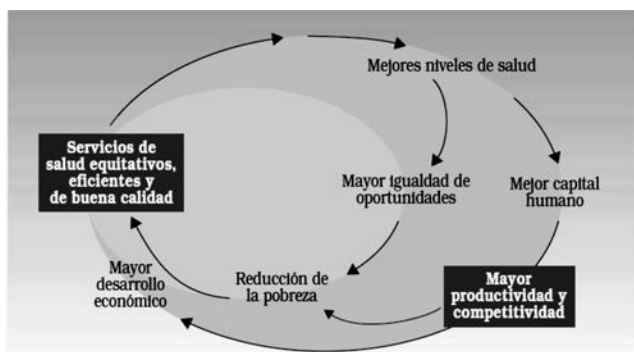 Mejores niveles de salud
Servicios de
salud equitativos,
eficientes y
de buena calidad
Mayor igualdad de
oportunidades
Mejor capital
humano
Mayor
desarrollo
económico
Reducción de
la pobreza
Mayor
productividad y
competitividad